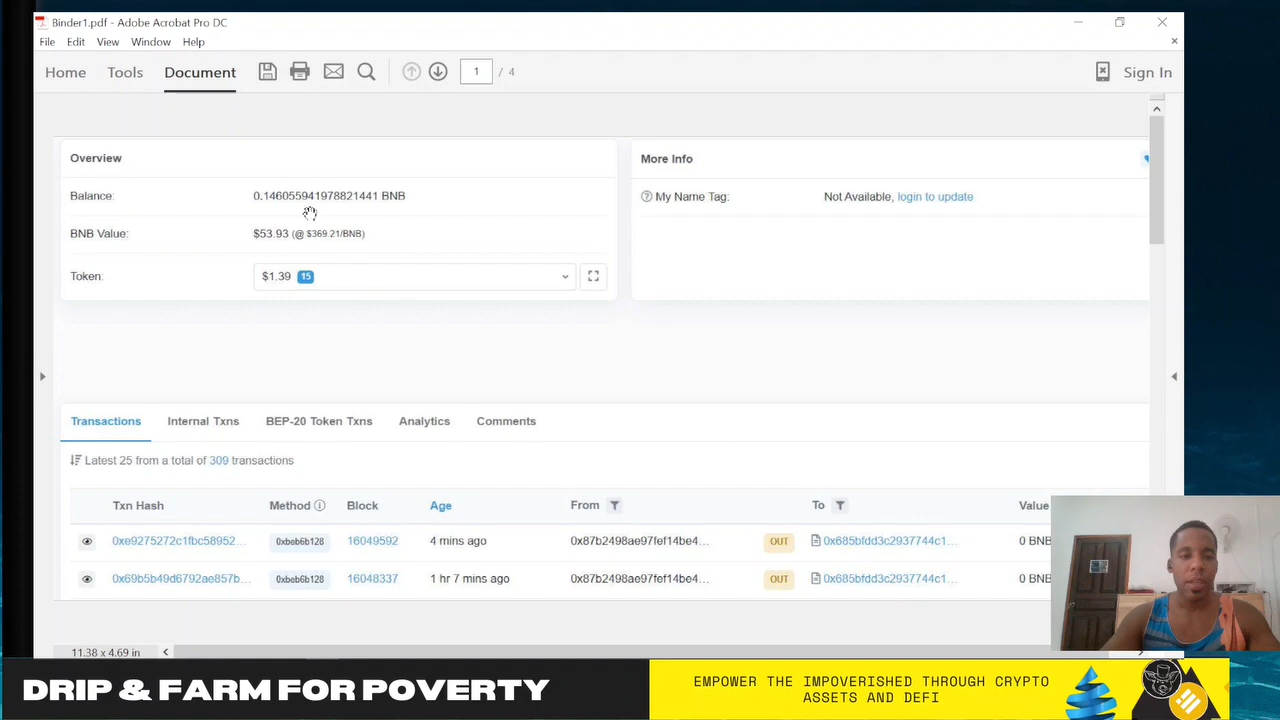 Binder1.pdf - Adobe Acrobat Pro DC
File Edit View Window Help
Home Tools Document 1 / 4 Sign In
Overview
More Info
Balance: 0.146055941978821441 BNB
My Name Tag: Not Available, login to update
BNB Value: $53.93 (@ $369.21/BNB)
Token: $1.39 15
Transactions Internal Txns BEP-20 Token Txns Analytics Comments
Latest 25 from a total of 309 transactions
Txn Hash Method Block Age From To Value
0xe9275272c1fbc58952... 0xbeb6b128 16049592 4 mins ago 0x87b2498ae97fef14be4... OUT 0x685bfdd3c2937744c1... 0 BNB
0x69b5b49d6792ae857b... 0xbeb6b128 16048337 1 hr 7 mins ago 0x87b2498ae97fef14be4... OUT 0x685bfdd3c2937744c1... 0 BNB
11.38 x 4.69 in
DRIP & FARM FOR POVERTY
EMPOWER THE IMPOVERISHED THROUGH CRYPTO
ASSETS AND DEFI